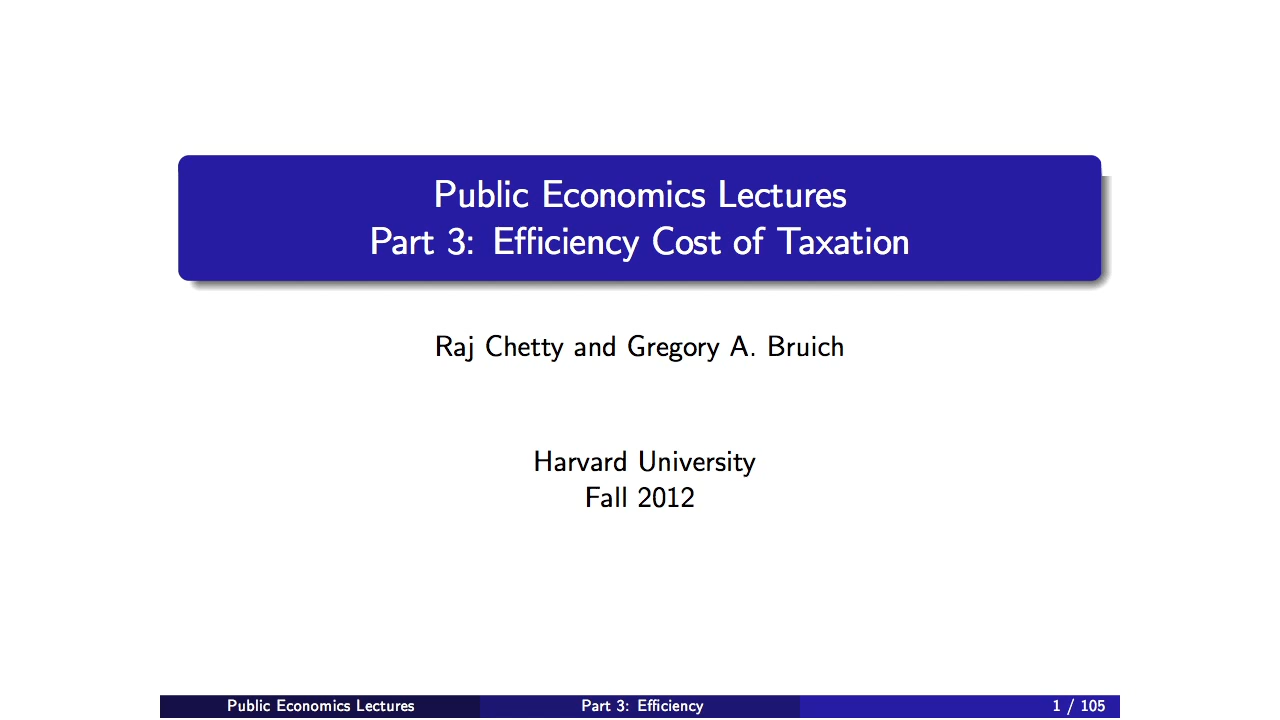 Public Economics Lectures
Part 3: Efficiency Cost of Taxation
Raj Chetty and Gregory A. Bruich
Harvard University
Fall 2012
Public Economics Lectures
Part 3: Efficiency
1 / 105